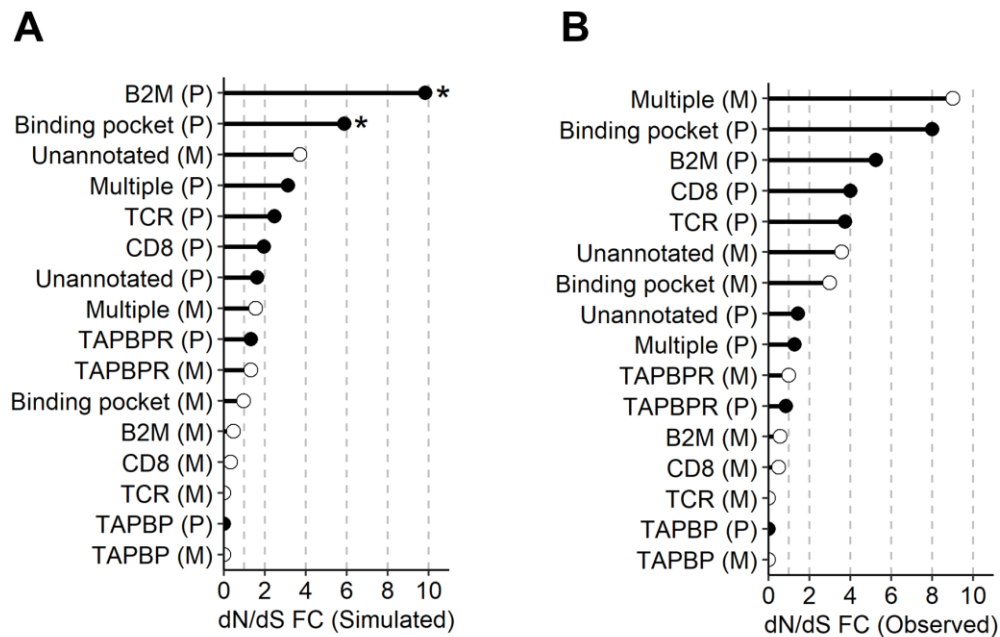 A
B2M (P)
*
Binding pocket (P)
*
Unannotated (M)
Multiple (P)
TCR (P)
CD8 (P)
Unannotated (P)
Multiple (M)
TAPBPR (P)
TAPBPR (M)
Binding pocket (M)
B2M (M)
CD8 (M)
TCR (M)
TAPBP (P)
TAPBP (M)
0 2 4 6 8 10
dN/dS FC (Simulated)
B
Multiple (M)
Binding pocket (P)
B2M (P)
CD8 (P)
TCR (P)
Unannotated (M)
Binding pocket (M)
Unannotated (P)
Multiple (P)
TAPBPR (M)
TAPBPR (P)
B2M (M)
CD8 (M)
TCR (M)
TAPBP (P)
TAPBP (M)
0 2 4 6 8 10
dN/dS FC (Observed)